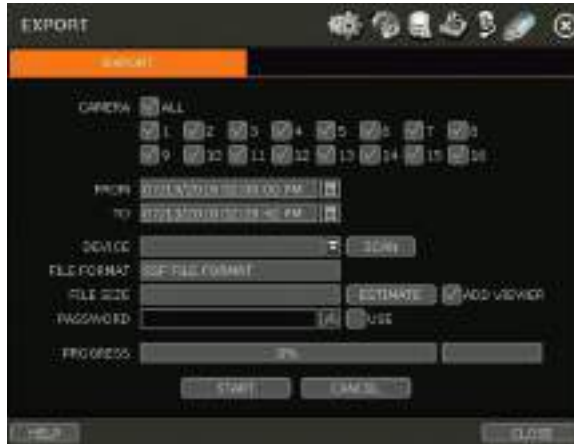 EXPORT
EXPORT
CAMERA ALL
1 2 3 4 5 6 7 8
9 10 11 12 13 14 15 16
FROM
TO
DEVICE SCAN
FILE FORMAT SSF FILE FORMAT
FILE SIZE ESTIMATE ADD VIEWER
PASSWORD USE
PROGRESS 0%
START CANCEL
HELP CLOSE